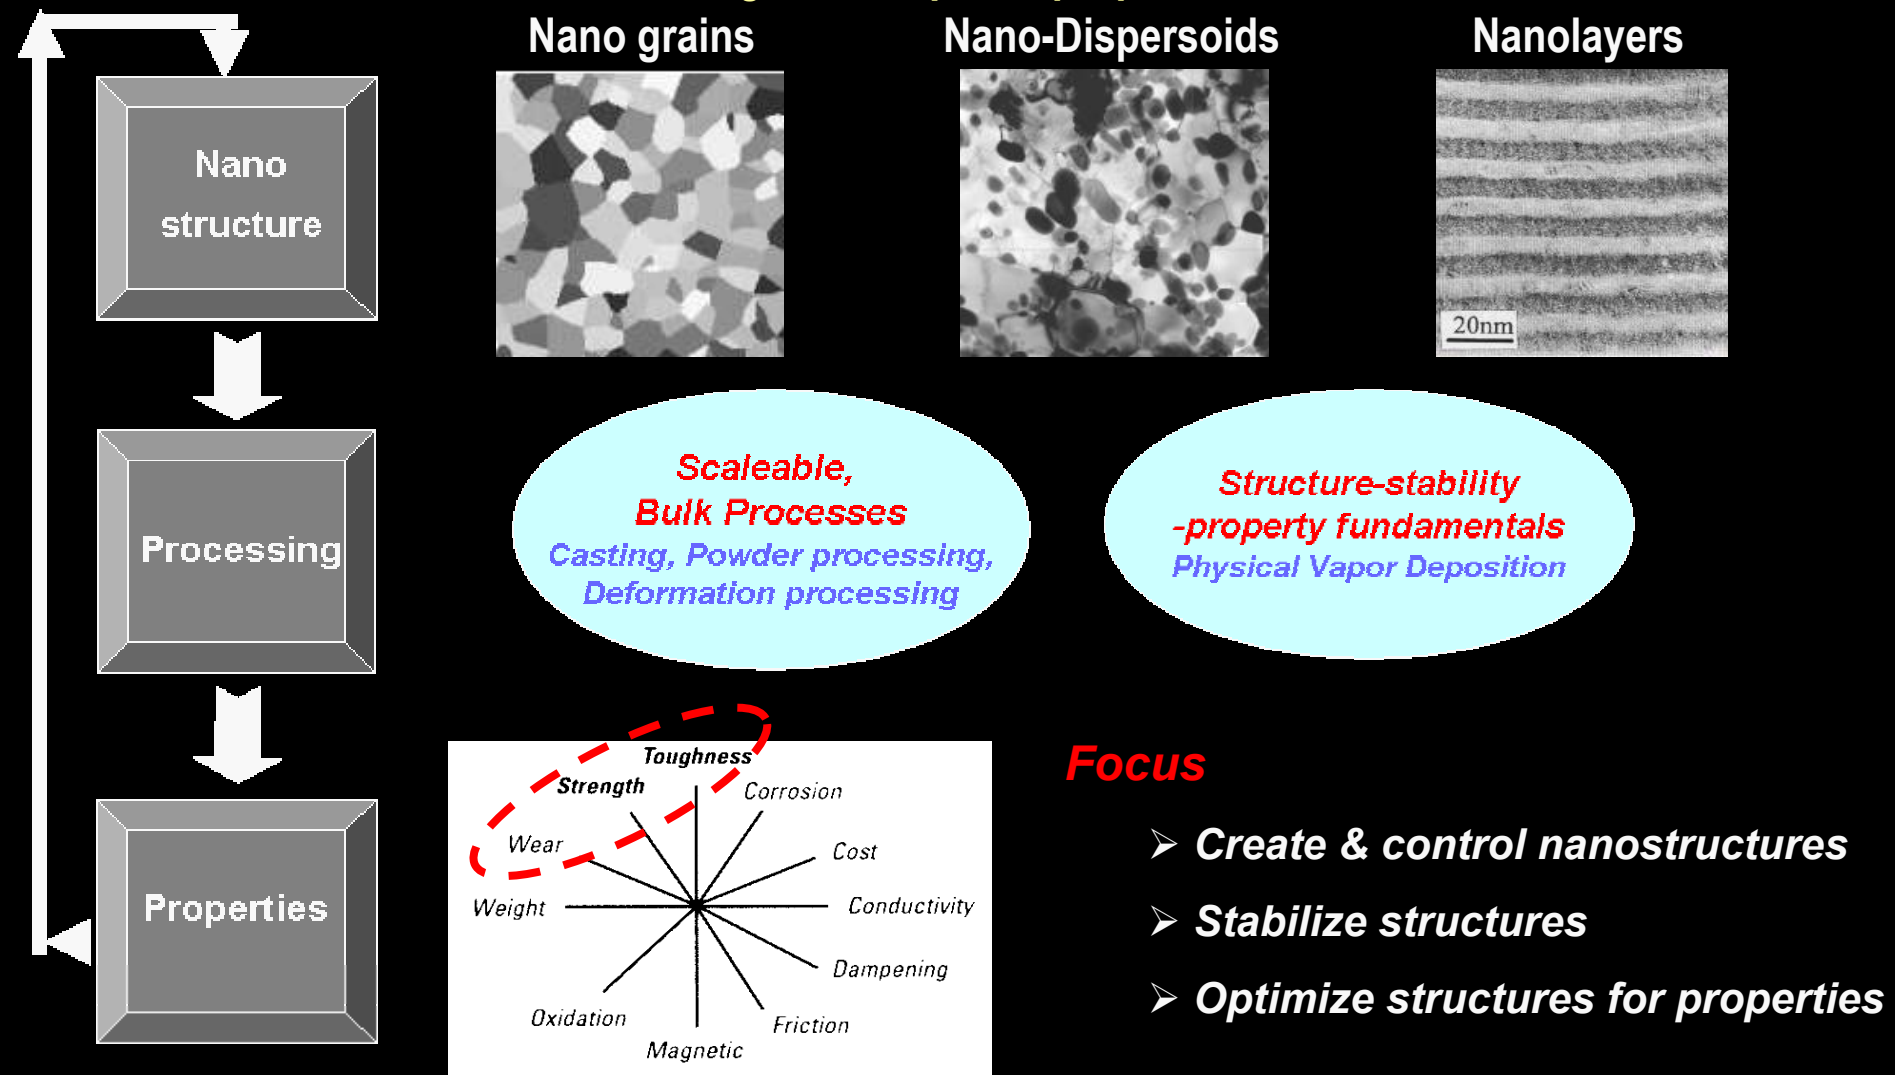 Nano grains
Nano-Dispersoids
Nanolayers
Nano
structure
20nm
Processing
Scaleable,
Bulk Processes
Casting, Powder processing,
Deformation processing
Structure-stability
-property fundamentals
Physical Vapor Deposition
Properties
Toughness
Strength
Corrosion
Wear
Cost
Weight
Conductivity
Dampening
Oxidation
Friction
Magnetic
Focus
➢ Create & control nanostructures
➢ Stabilize structures
➢ Optimize structures for properties